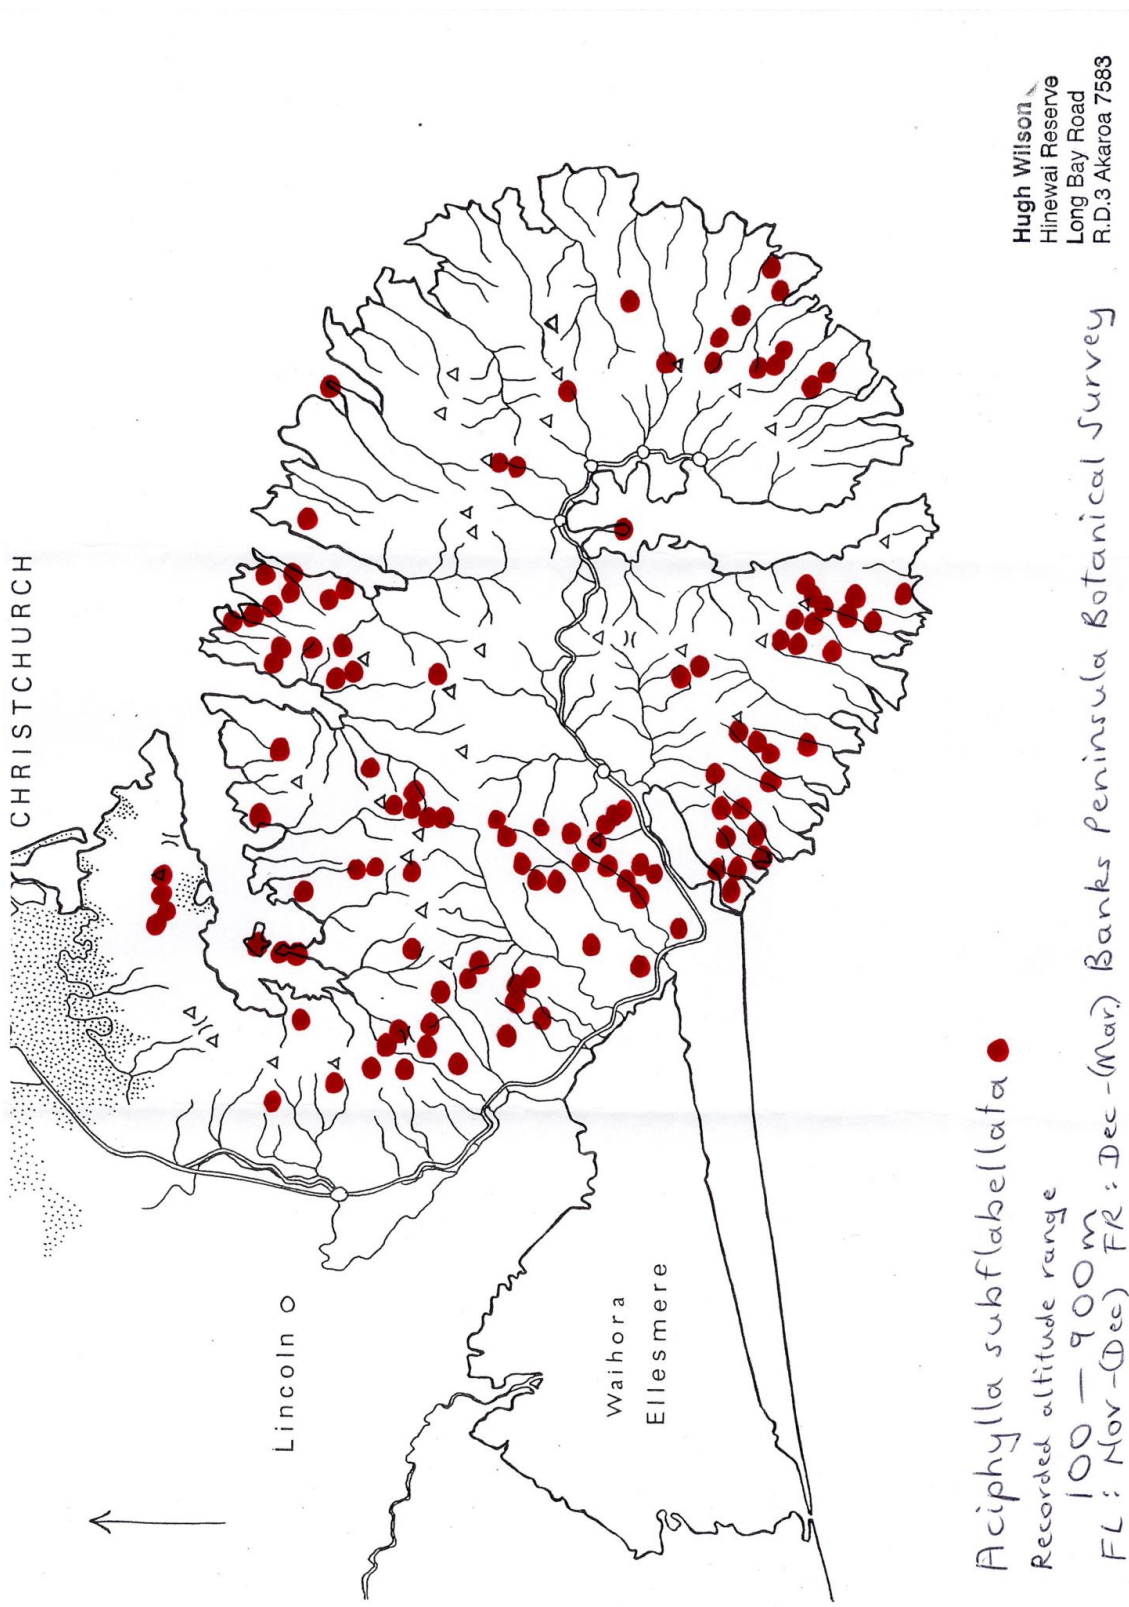 CHRISTCHURCH
Lincoln
Waihora
Ellesmere
Aciphylla subflabellata
Recorded altitude range
100 — 900m
FL : Nov-(Dec) FR : Dec-(Mar) Banks Peninsula Botanical Survey
Hugh Wilson
Hinewai Reserve
Long Bay Road
R.D.3 Akaroa 7583